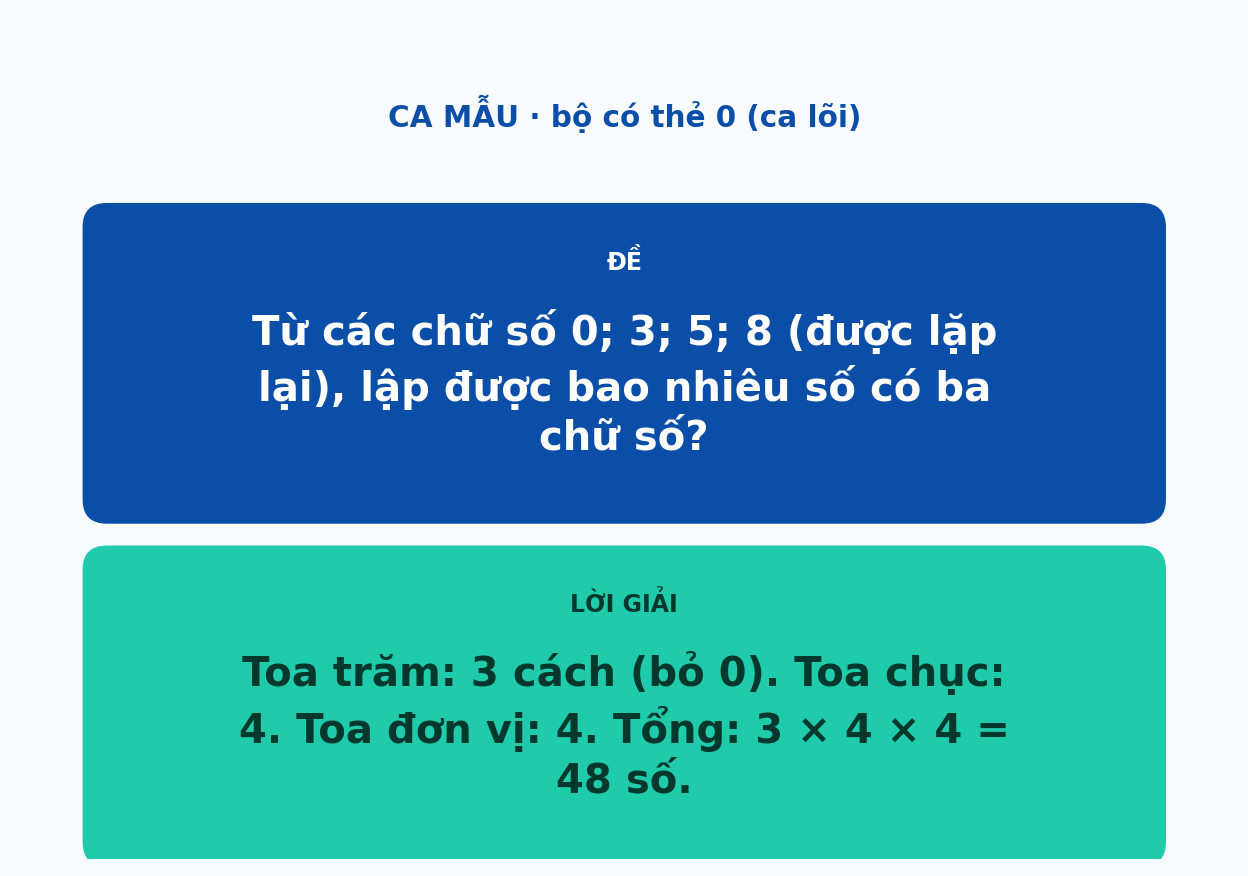 CA MẪU · bộ có thẻ 0 (ca lõi)
ĐỀ
Từ các chữ số 0; 3; 5; 8 (được lặp
lại), lập được bao nhiêu số có ba
chữ số?
LỜI GIẢI
Toa trăm: 3 cách (bỏ 0). Toa chục:
4. Toa đơn vị: 4. Tổng: 3 × 4 × 4 =
48 số.